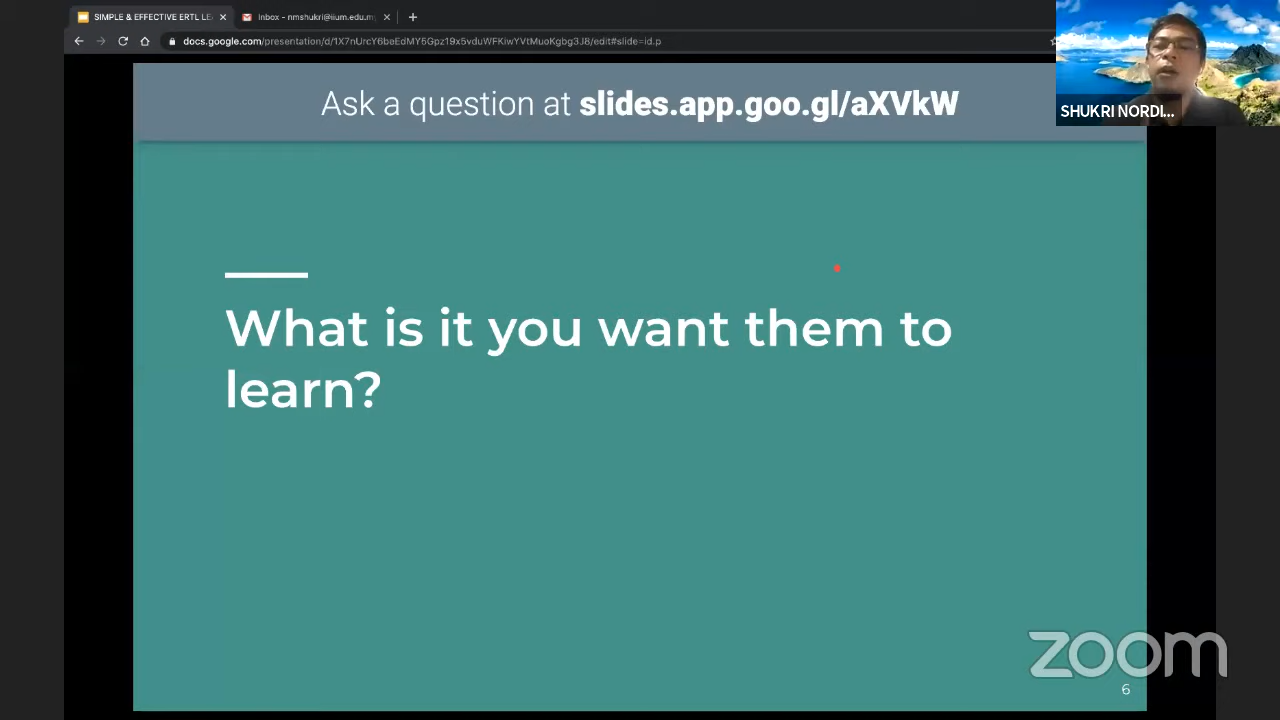 SIMPLE & EFFECTIVE ERTL LE
Inbox - nmshukri@iium.edu.m
docs.google.com/presentation/d/1X7nUrcY6beEdMY5Gpz19x5vduWFKiwYVtMuoKgbg3J8/edit#slide=id.p
Ask a question at slides.app.goo.gl/aXVkW
SHUKRI NORDI...
What is it you want them to
learn?
zoom
6